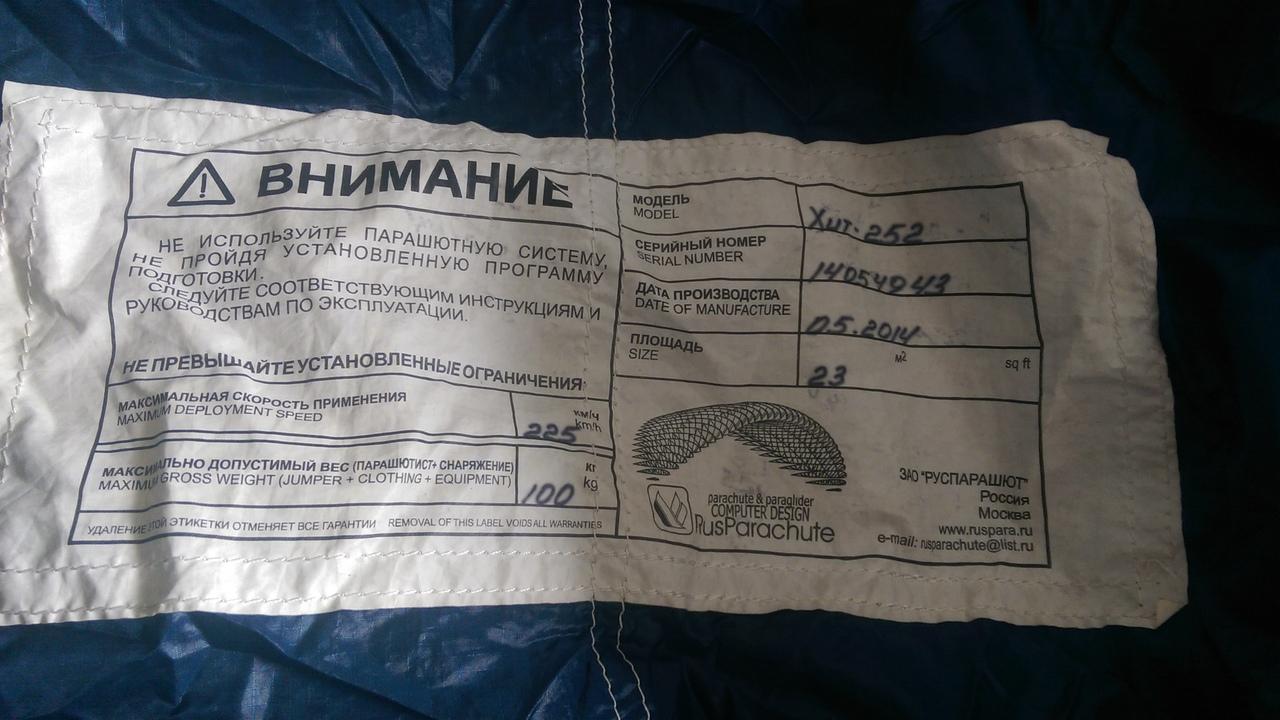 ВНИМАНИЕ
НЕ ИСПОЛЬЗУЙТЕ ПАРАШЮТНУЮ СИСТЕМУ,
НЕ ПРОЙДЯ УСТАНОВЛЕННУЮ ПРОГРАММУ
ПОДГОТОВКИ.
СЛЕДУЙТЕ СООТВЕТСТВУЮЩИМ ИНСТРУКЦИЯМ И
РУКОВОДСТВАМ ПО ЭКСПЛУАТАЦИИ.
НЕ ПРЕВЫШАЙТЕ УСТАНОВЛЕННЫЕ ОГРАНИЧЕНИЯ:
МАКСИМАЛЬНАЯ СКОРОСТЬ ПРИМЕНЕНИЯ
MAXIMUM DEPLOYMENT SPEED
225 км/ч
km/h
МАКСИМАЛЬНО ДОПУСТИМЫЙ ВЕС (ПАРАШЮТИСТ+ СНАРЯЖЕНИЕ)
MAXIMUM GROSS WEIGHT (JUMPER + CLOTHING + EQUIPMENT)
100 кг
kg
УДАЛЕНИЕ ЭТОЙ ЭТИКЕТКИ ОТМЕНЯЕТ ВСЕ ГАРАНТИИ REMOVAL OF THIS LABEL VOIDS ALL WARRANTIES
МОДЕЛЬ
MODEL
Хит-252
СЕРИЙНЫЙ НОМЕР
SERIAL NUMBER
14054943
ДАТА ПРОИЗВОДСТВА
DATE OF MANUFACTURE
05.2014
ПЛОЩАДЬ
SIZE
23 м² sq ft
parachute & paraglider
COMPUTER DESIGN
RusParachute
ЗАО "РУСПАРАШЮТ"
Россия
Москва
www.ruspara.ru
e-mail: rusparachute@list.ru